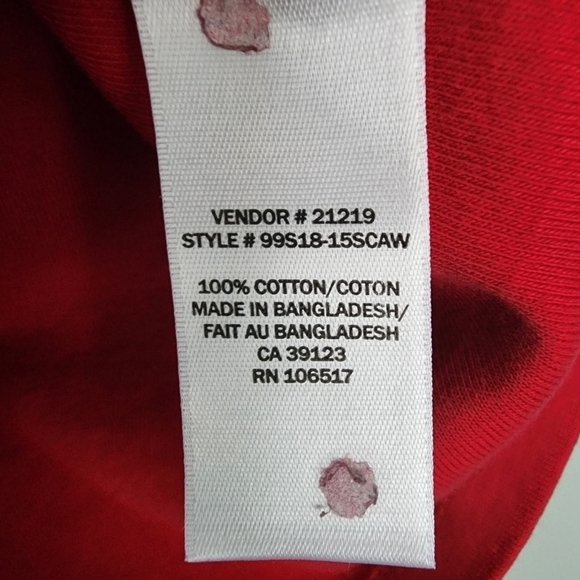 VENDOR # 21219
STYLE # 99S18-15SCAW
100% COTTON/COTON
MADE IN BANGLADESH/
FAIT AU BANGLADESH
CA 39123
RN 106517